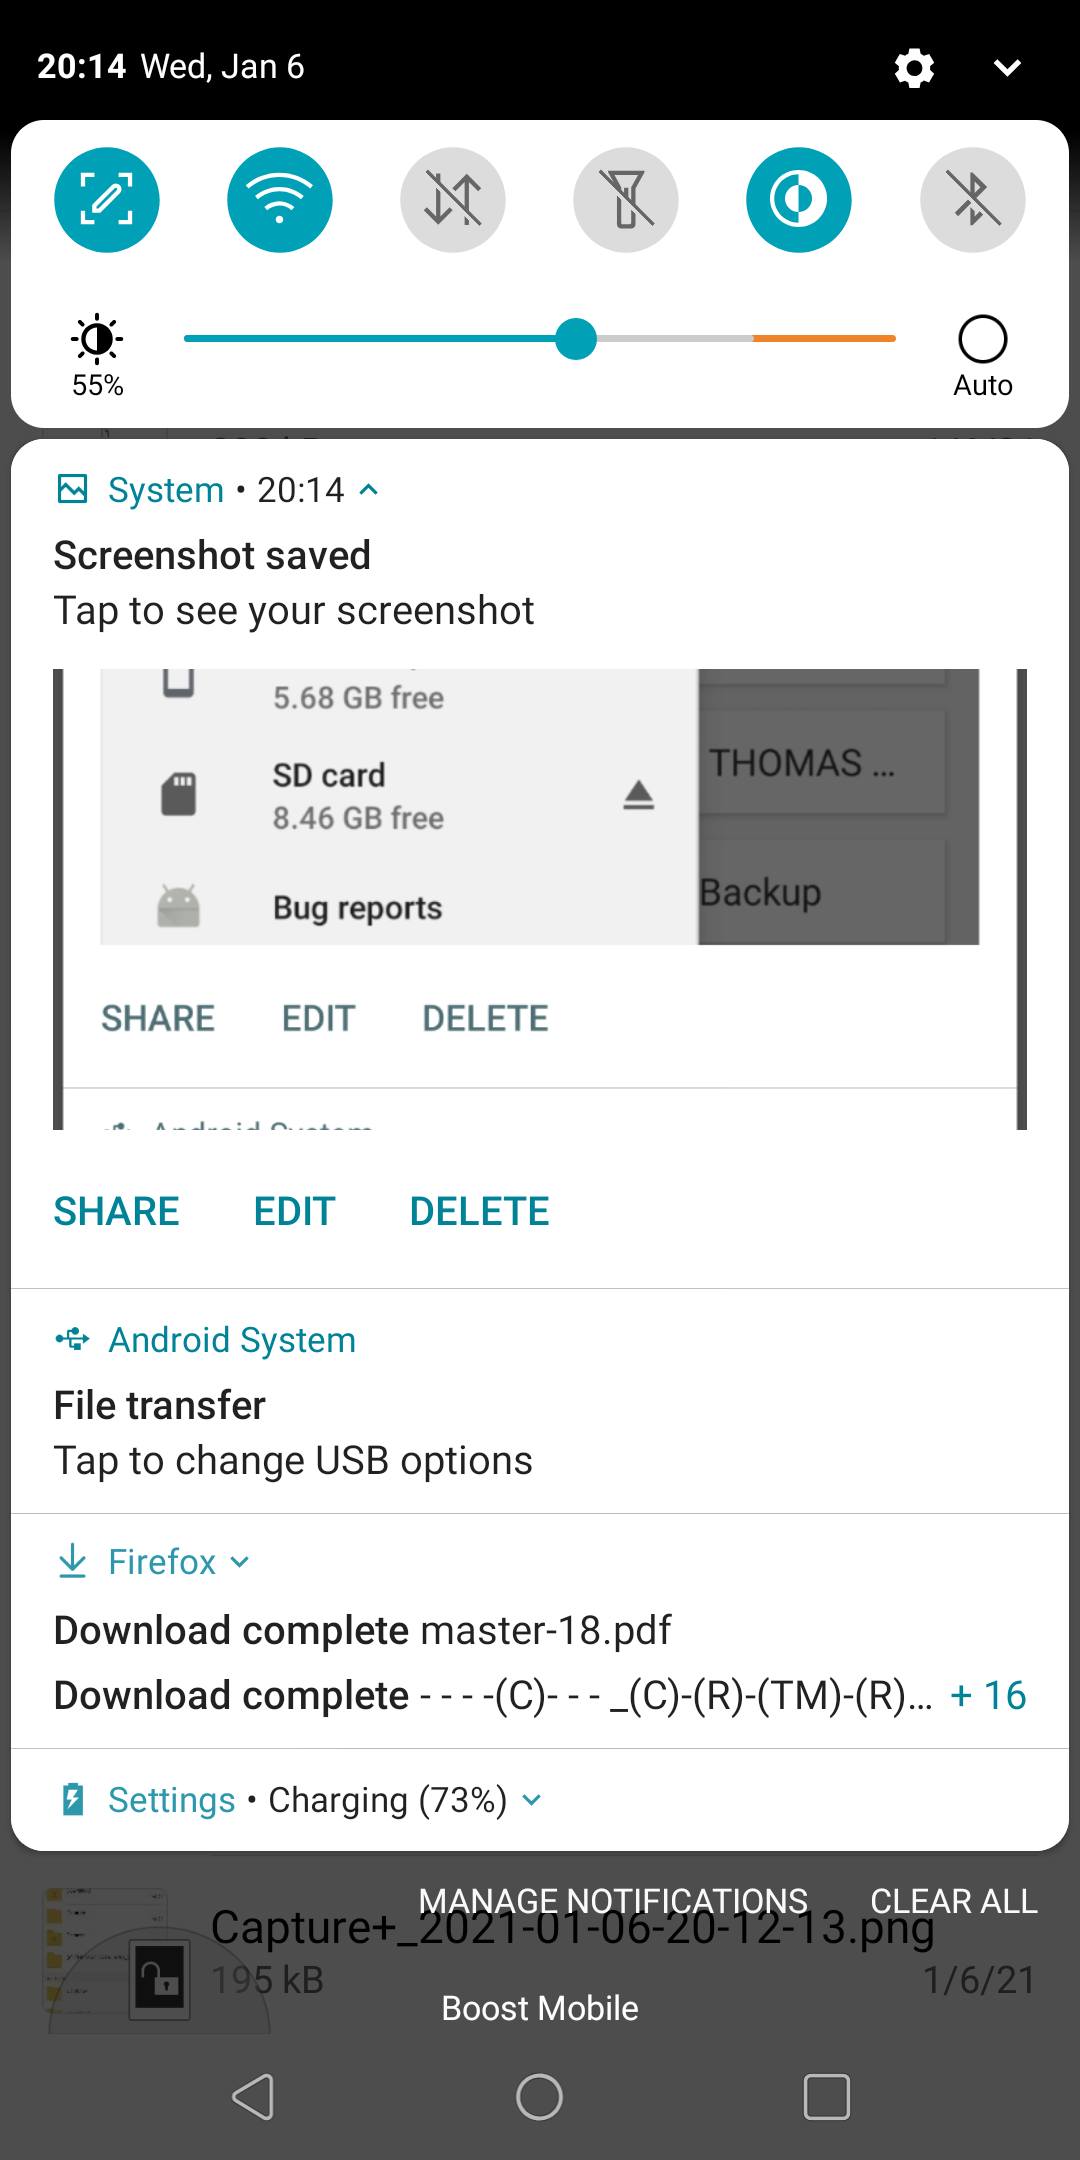 20:14 Wed, Jan 6
55%
Auto
System • 20:14
Screenshot saved
Tap to see your screenshot
5.68 GB free
SD card
8.46 GB free
THOMAS ...
Bug reports
Backup
SHARE EDIT DELETE
Android System
SHARE EDIT DELETE
Android System
File transfer
Tap to change USB options
Firefox
Download complete master-18.pdf
Download complete - - - -(C)- - - _(C)-(R)-(TM)-(R)... + 16
Settings • Charging (73%)
MANAGE NOTIFICATIONS CLEAR ALL
Capture+_2021-01-06-20-12-13.png
195 kB 1/6/21
Boost Mobile